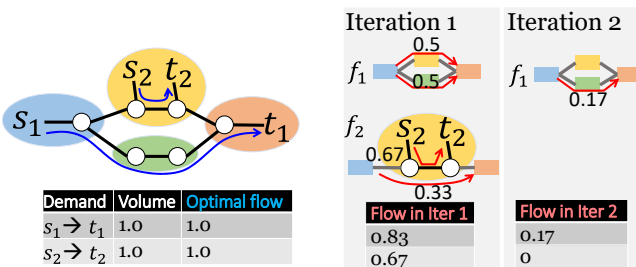 s₂ t₂
s₁ t₁
Demand Volume Optimal flow
s₁→ t₁ 1.0 1.0
s₂→ t₂ 1.0 1.0
Iteration 1
0.5
f₁
0.5
f₂
s₂ t₂
0.67
0.33
Flow in Iter 1
0.83
0.67
Iteration 2
f₁
0.17
Flow in Iter 2
0.17
0